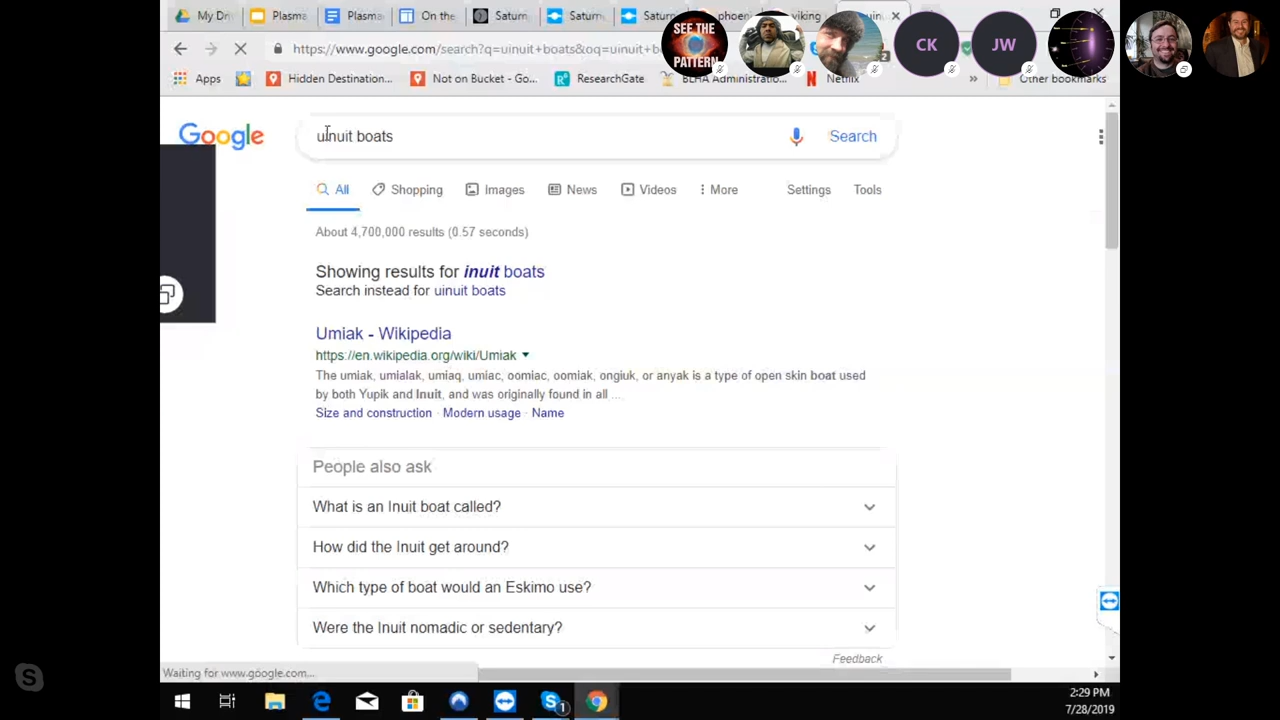 My Dri
Plasma
Plasma
On the
Saturn
Saturn
Satur
phoen
viking
uin
https://www.google.com/search?q=uinuit+boats&oq=uinuit+b
SEE THE
PATTERN
CK
JW
2
Apps
Hidden Destination...
Not on Bucket - Go...
ResearchGate
BLHA Administratio...
Netflix
»
Other bookmarks
Google
uinuit boats
Search
All
Shopping
Images
News
Videos
More
Settings
Tools
About 4,700,000 results (0.57 seconds)
Showing results for inuit boats
Search instead for uinuit boats
Umiak - Wikipedia
https://en.wikipedia.org/wiki/Umiak
The umiak, umialak, umiaq, umiac, oomiac, oomiak, ongiuk, or anyak is a type of open skin boat used
by both Yupik and Inuit, and was originally found in all ...
Size and construction · Modern usage · Name
People also ask
What is an Inuit boat called?
How did the Inuit get around?
Which type of boat would an Eskimo use?
Were the Inuit nomadic or sedentary?
Feedback
Waiting for www.google.com...
1
2:29 PM
7/28/2019